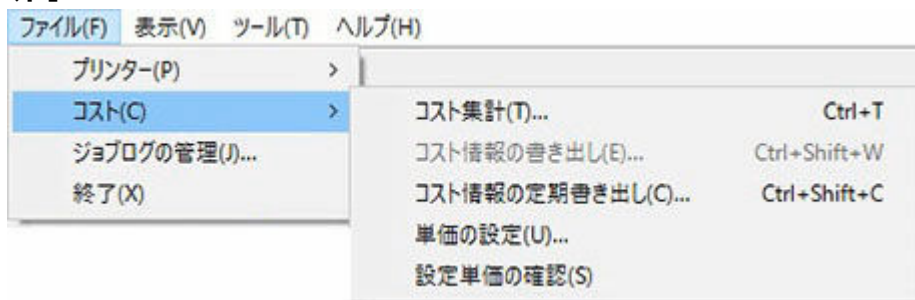 ファイル(F) 表示(V) ツール(T) ヘルプ(H)
プリンター(P) >
コスト(C) >
ジョブログの管理(J)...
終了(X)
コスト集計(T)... Ctrl+T
コスト情報の書き出し(E)... Ctrl+Shift+W
コスト情報の定期書き出し(C)... Ctrl+Shift+C
単価の設定(U)...
設定単価の確認(S)